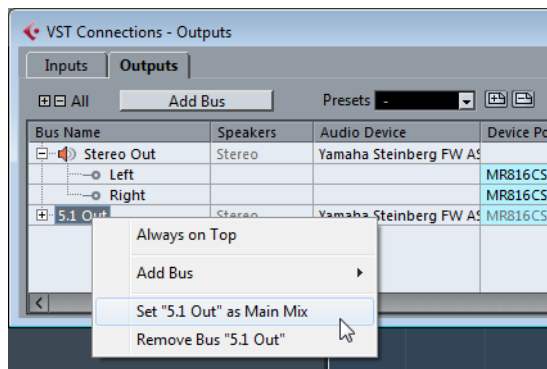 VST Connections - Outputs
Inputs Outputs
All Add Bus Presets -
Bus Name Speakers Audio Device Device Po
Stereo Out Stereo Yamaha Steinberg FW AS
Left MR816CS
Right MR816CS
5.1 Out Stereo Yamaha Steinberg FW AS MR816CS
Always on Top
Add Bus
Set "5.1 Out" as Main Mix
Remove Bus "5.1 Out"